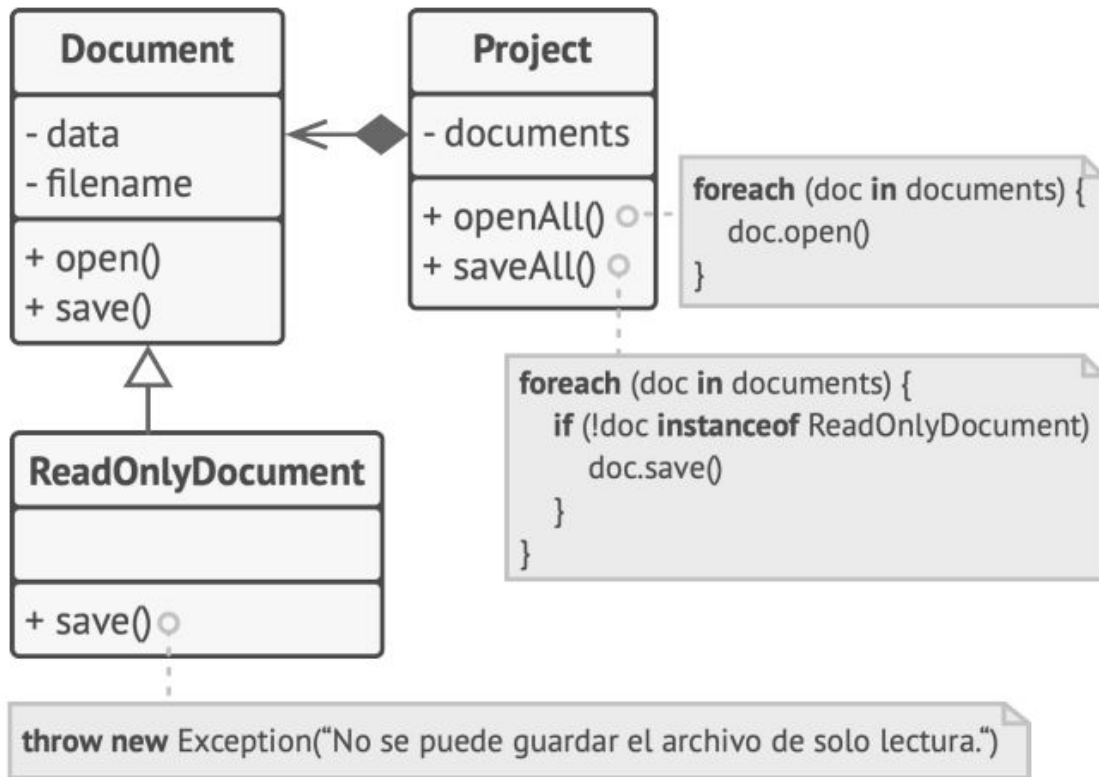 Document
- data
- filename
+ open()
+ save()
Project
- documents
+ openAll()
+ saveAll()
foreach (doc in documents) {
doc.open()
}
foreach (doc in documents) {
if (!doc instanceof ReadOnlyDocument)
doc.save()
}
}
ReadOnlyDocument
+ save()
throw new Exception(“No se puede guardar el archivo de solo lectura.“)